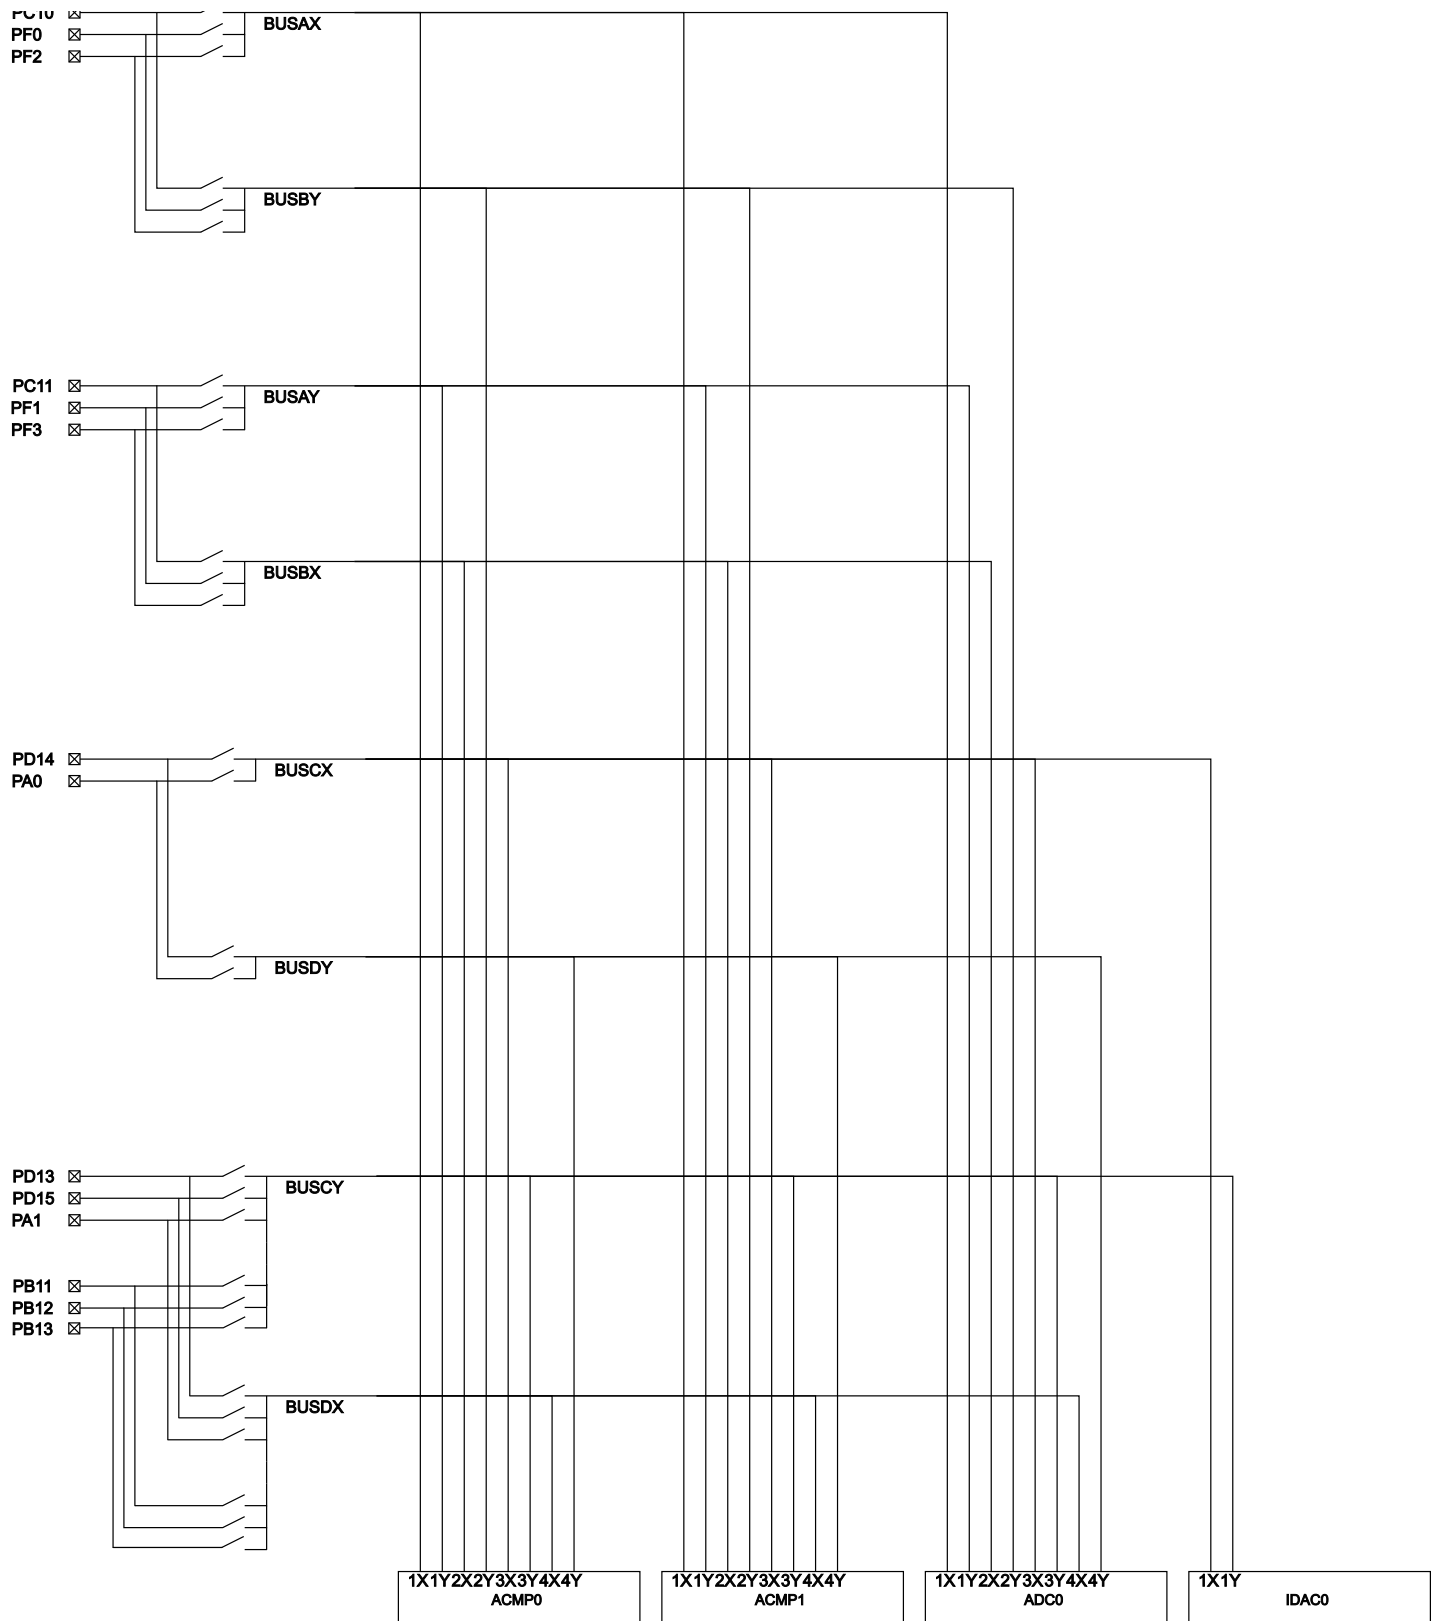 PC10
BUSAX
PF0
PF2
BUSBY
PC11
BUSAY
PF1
PF3
BUSBX
PD14
BUSCX
PA0
BUSDY
PD13
BUSCY
PD15
PA1
PB11
PB12
PB13
BUSDX
1X1Y2X2Y3X3Y4X4Y
ACMP0
1X1Y2X2Y3X3Y4X4Y
ACMP1
1X1Y2X2Y3X3Y4X4Y
ADC0
1X1Y
IDAC0